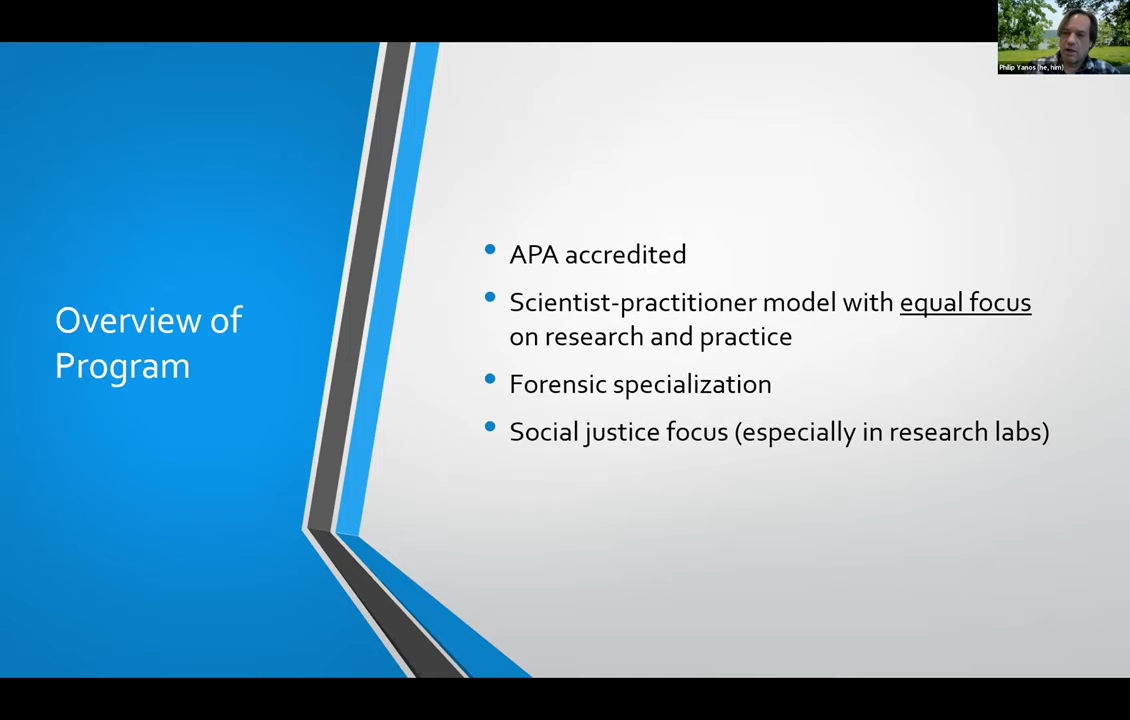 Philip Yanos (he, him)
Overview of
Program
• APA accredited
• Scientist-practitioner model with equal focus
on research and practice
• Forensic specialization
• Social justice focus (especially in research labs)